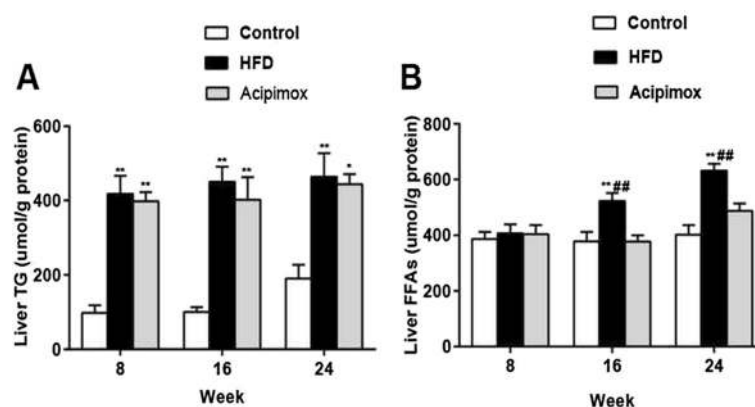 A
Control
HFD
Acipimox
Liver TG (umol/g protein)
600
400
200
0
**
**
**
**
**
*
8
16
24
Week
B
Control
HFD
Acipimox
Liver FFAs (umol/g protein)
800
600
400
200
0
**##
**##
8
16
24
Week